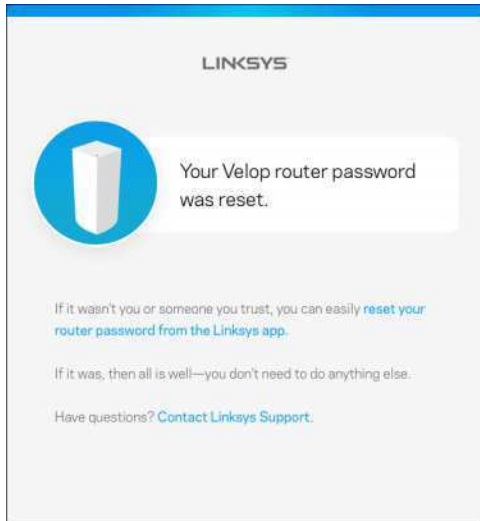 LINKSYS
Your Velop router password
was reset.
If it wasn't you or someone you trust, you can easily reset your
router password from the Linksys app.
If it was, then all is well—you don't need to do anything else.
Have questions? Contact Linksys Support.